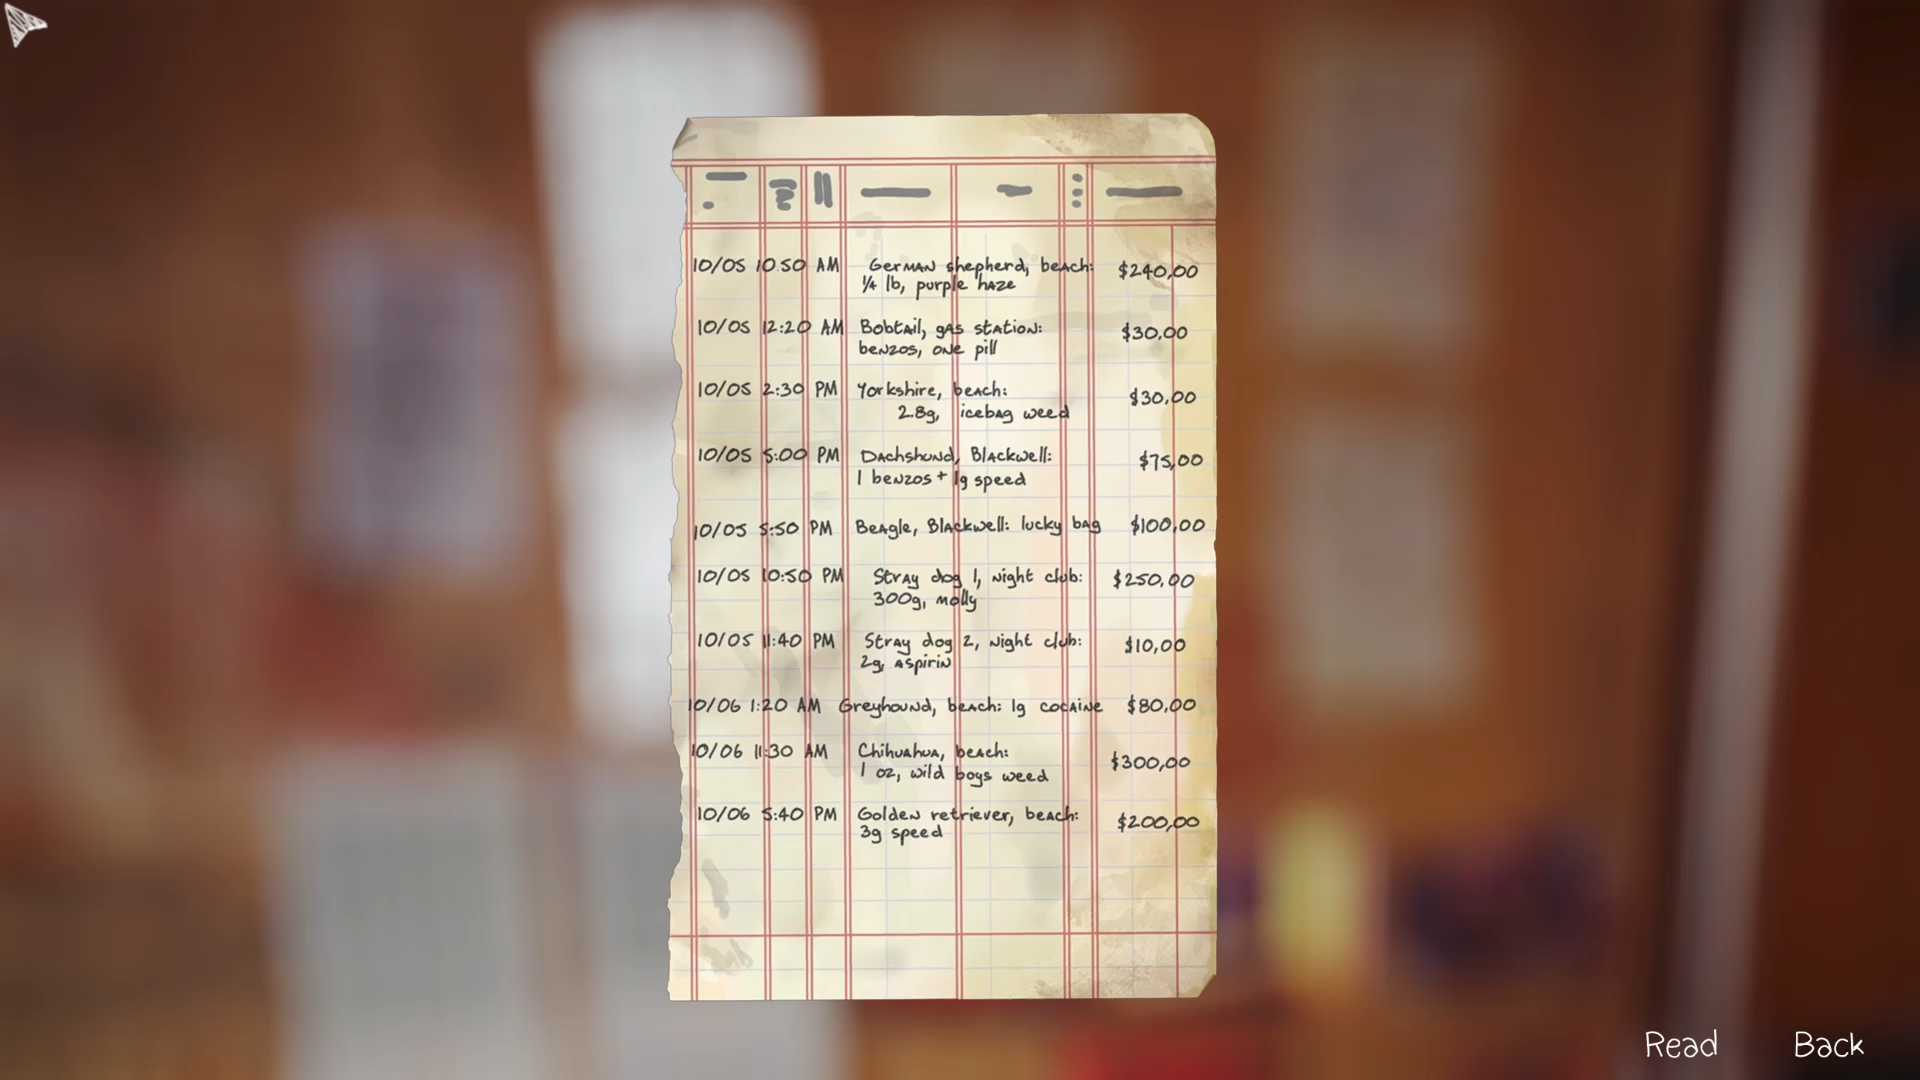 10/05 10:50 AM German shepherd, beach: $240,00
1/4 lb, purple haze
10/05 12:20 AM Bobtail, gas station: $30,00
benzos, one pill
10/05 2:30 PM Yorkshire, beach: $30,00
2.8g, icebag weed
10/05 5:00 PM Dachshund, Blackwell: $75,00
1 benzos + 1g speed
10/05 5:50 PM Beagle, Blackwell: lucky bag $100,00
10/05 10:50 PM Stray dog 1, night club: $250,00
300g, molly
10/05 11:40 PM Stray dog 2, night club: $10,00
2g, aspirin
10/06 1:20 AM Greyhound, beach: 1g cocaine $80,00
10/06 11:30 AM Chihuahua, beach: $300,00
1 oz, wild boys weed
10/06 5:40 PM Golden retriever, beach: $200,00
3g speed
Read Back